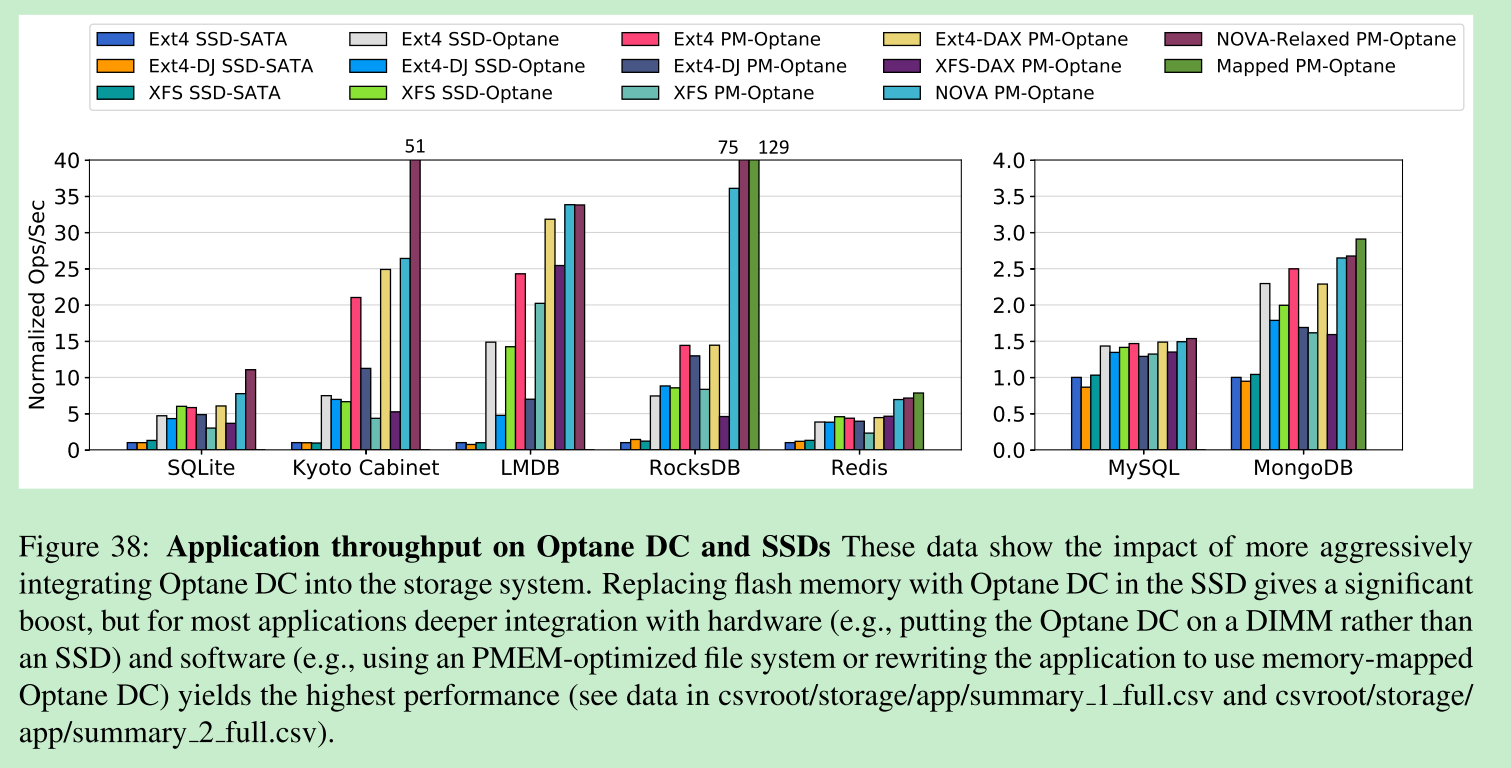 Ext4 SSD-SATA Ext4 SSD-Optane Ext4 PM-Optane Ext4-DAX PM-Optane NOVA-Relaxed PM-Optane
Ext4-DJ SSD-SATA Ext4-DJ SSD-Optane Ext4-DJ PM-Optane XFS-DAX PM-Optane Mapped PM-Optane
XFS SSD-SATA XFS SSD-Optane XFS PM-Optane NOVA PM-Optane
51 75 129
Normalized Ops/Sec
40
35
30
25
20
15
10
5
0
SQLite Kyoto Cabinet LMDB RocksDB Redis
4.0
3.5
3.0
2.5
2.0
1.5
1.0
0.5
0.0
MySQL MongoDB
Figure 38: Application throughput on Optane DC and SSDs These data show the impact of more aggressively
integrating Optane DC into the storage system. Replacing flash memory with Optane DC in the SSD gives a significant
boost, but for most applications deeper integration with hardware (e.g., putting the Optane DC on a DIMM rather than
an SSD) and software (e.g., using an PMEM-optimized file system or rewriting the application to use memory-mapped
Optane DC) yields the highest performance (see data in csvroot/storage/app/summary_1_full.csv and csvroot/storage/
app/summary_2_full.csv).